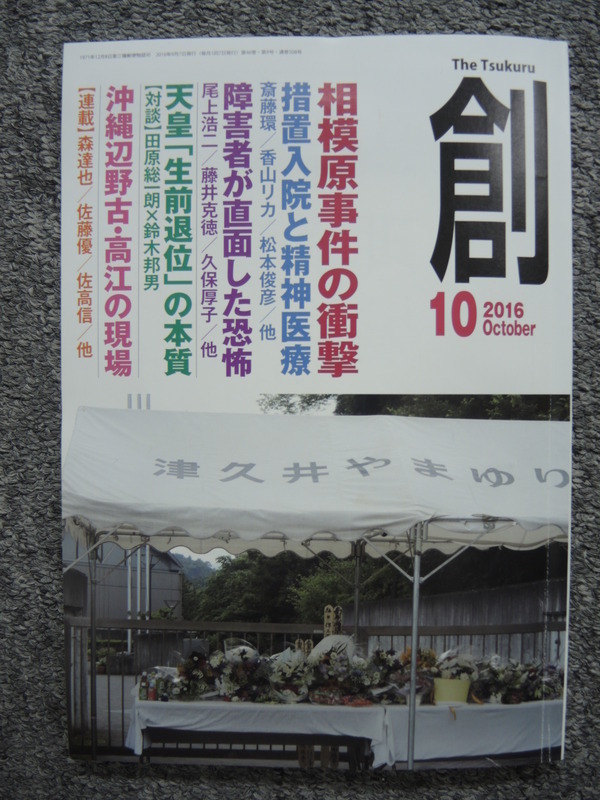 The Tsukuru
創
10 2016
October
相模原事件の衝撃
措置入院と精神医療
斎藤環／香山リカ／松本俊彦／他
障害者が直面した恐怖
尾上浩二／藤井克徳／久保厚子／他
天皇「生前退位」の本質
【対談】田原総一朗×鈴木邦男
沖縄辺野古・高江の現場
【連載】森達也／佐藤優／佐高信／他
津久井やまゆり